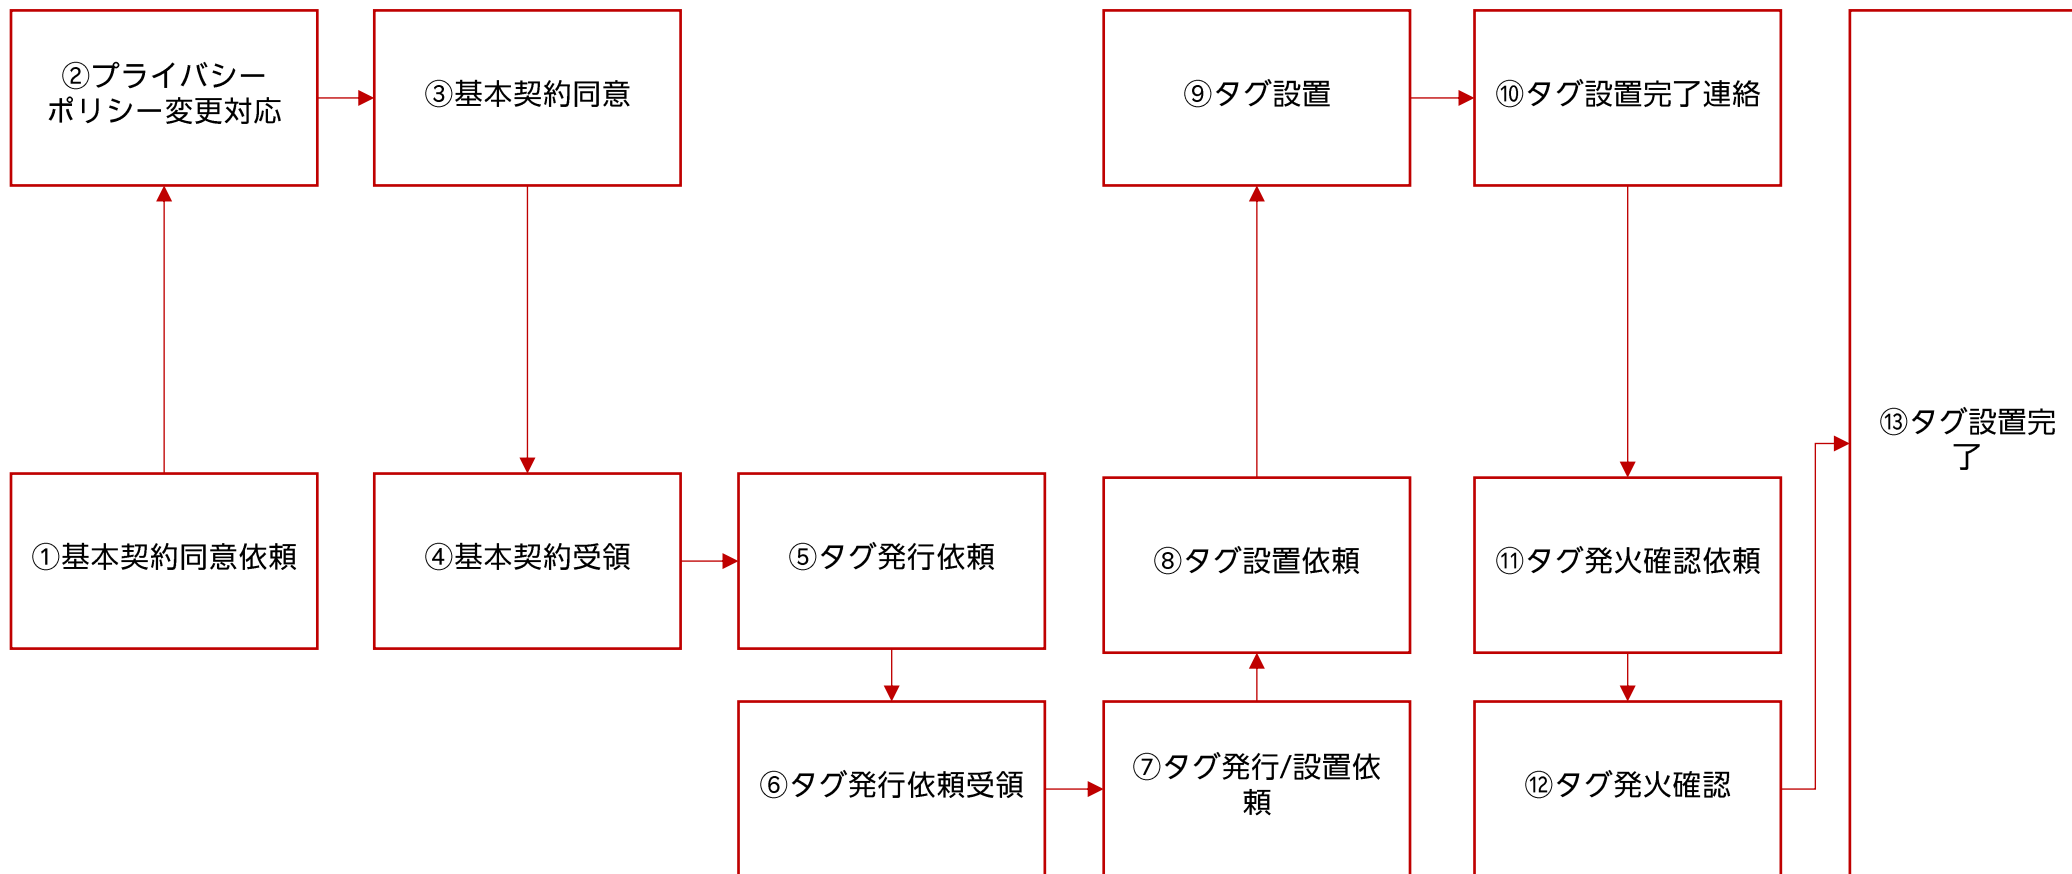 ②プライバシー
ポリシー変更対応
③基本契約同意
⑨タグ設置
⑩タグ設置完了連絡
⑬タグ設置完
了
①基本契約同意依頼
④基本契約受領
⑤タグ発行依頼
⑧タグ設置依頼
⑪タグ発火確認依頼
⑥タグ発行依頼受領
⑦タグ発行/設置依
頼
⑫タグ発火確認